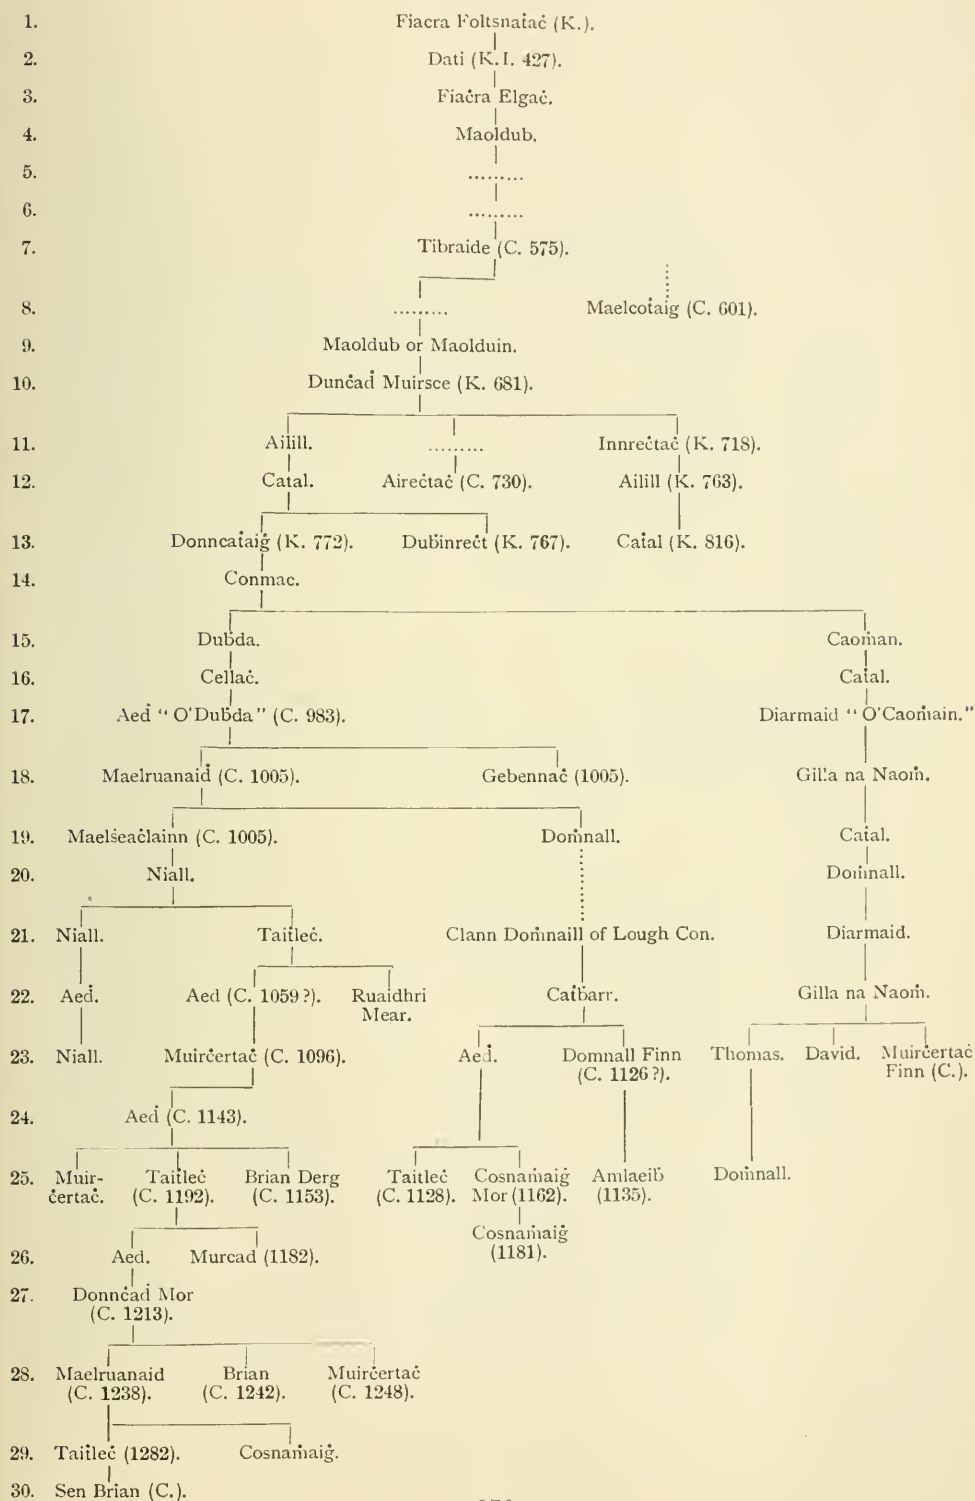 1. Fiacra Foltsnataċ (K.).
2. Dati (K.I. 427).
3. Fiaċra Elgaċ.
4. Maoldub.
5. .........
6. .........
7. Tibraide (C. 575).
8. ......... Maelcoṫaig (C. 601).
9. Maoldub or Maolduin.
10. Dunċaḋ Muirsce (K. 681).
11. Ailill. ......... Innreċtaċ (K. 718).
12. Caṫal. Aireċtaċ (C. 730). Ailill (K. 763).
13. Donncaṫaiġ (K. 772). Duḃinreċt (K. 767). Caṫal (K. 816).
14. Conmac.
15. Duḃda. Caoṁan.
16. Cellaċ. Caṫal.
17. Aed “ O'Duḃda” (C. 983). Diarmaid “ O'Caoṁain.”
18. Maelruanaid (C. 1005). Gebennaċ (1005). Gilla na Naoṁ.
19. Maelṡeaċlainn (C. 1005). Doṁnall. Caṫal.
20. Niall. Doṁnall.
21. Niall. Taiṫleċ. Clann Doṁnaill of Lough Con. Diarmaid.
22. Aeḋ. Aed (C. 1059 ?). Ruaidhri Caṫbarr. Gilla na Naoṁ.
Mear.
23. Niall. Muirċertaċ (C. 1096). Aeḋ. Domnall Finn Thomas. David. Muirċertaċ
(C. 1126 ?). Finn (C.).
24. Aeḋ (C. 1143).
25. Muir- Taiṫleċ Brian Derg Taiṫleċ Cosnaṁaiġ Amlaeiḃ Doṁnall.
ċertaċ. (C. 1192). (C. 1153). (C. 1128). Mor (1162). (1135).
Cosnaṁaiġ
26. Aeḋ. Murcad (1182). (1181).
27. Donnċad Mor
(C. 1213).
28. Maelruanaid Brian Muirċertaċ
(C. 1238). (C. 1242). (C. 1248).
29. Taiṫleċ (1282). Cosnaṁaiġ.
30. Sen Brian (C.).